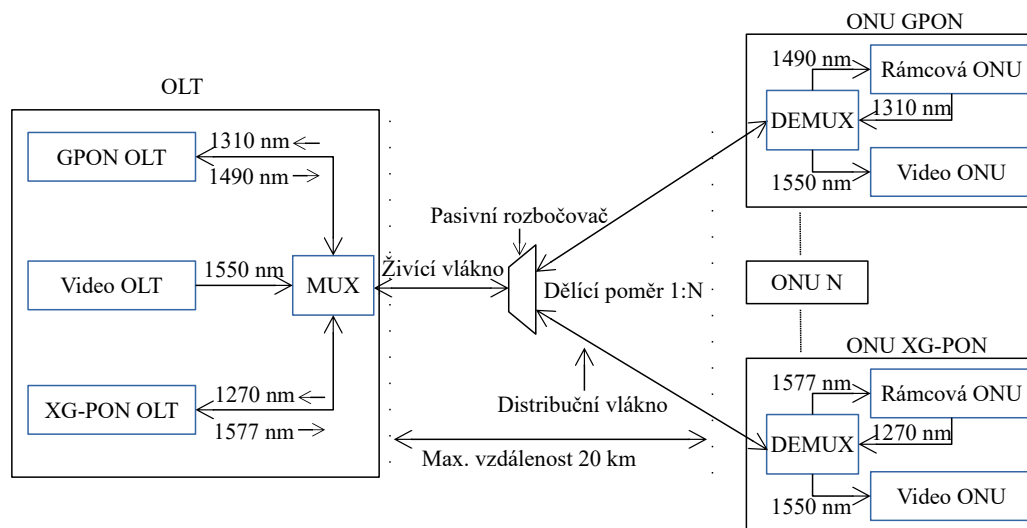 OLT
GPON OLT
1310 nm
1490 nm
Video OLT
1550 nm
MUX
XG-PON OLT
1270 nm
1577 nm
Pasivní rozbočovač
Živící vlákno
Dělící poměr 1:N
Distribuční vlákno
Max. vzdálenost 20 km
ONU GPON
1490 nm
Rámcová ONU
1310 nm
DEMUX
1550 nm
Video ONU
ONU N
ONU XG-PON
1577 nm
Rámcová ONU
1270 nm
DEMUX
1550 nm
Video ONU